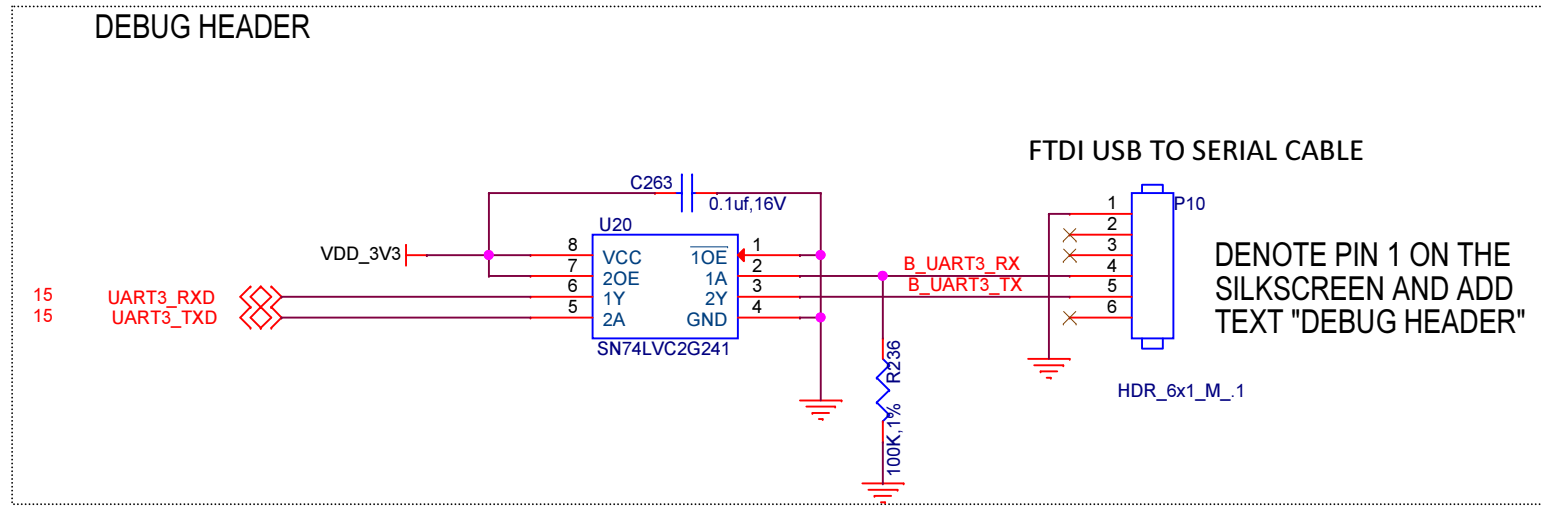 DEBUG HEADER
FTDI USB TO SERIAL CABLE
C263
0.1uf,16V
1
P10
U20
2
VDD_3V3
8
VCC
1OE
1
3
DENOTE PIN 1 ON THE
7
2OE
1A
2
B_UART3_RX
4
SILKSCREEN AND ADD
15
UART3_RXD
6
1Y
2Y
3
B_UART3_TX
5
TEXT "DEBUG HEADER"
15
UART3_TXD
5
2A
GND
4
6
SN74LVC2G241
R236
100K,1%
HDR_6x1_M_.1